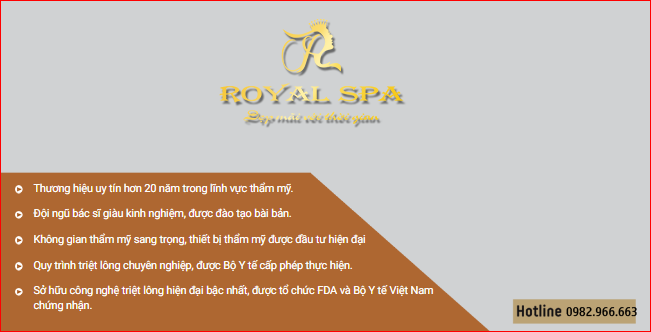 ROYAL SPA
Đẹp mãi với thời gian
Thương hiệu uy tín hơn 20 năm trong lĩnh vực thẩm mỹ.
Đội ngũ bác sĩ giàu kinh nghiệm, được đào tạo bài bản.
Không gian thẩm mỹ sang trọng, thiết bị thẩm mỹ được đầu tư hiện đại
Quy trình triệt lông chuyên nghiệp, được Bộ Y tế cấp phép thực hiện.
Sở hữu công nghệ triệt lông hiện đại bậc nhất, được tổ chức FDA và Bộ Y tế Việt Nam
chứng nhận.
Hotline 0982.966.663